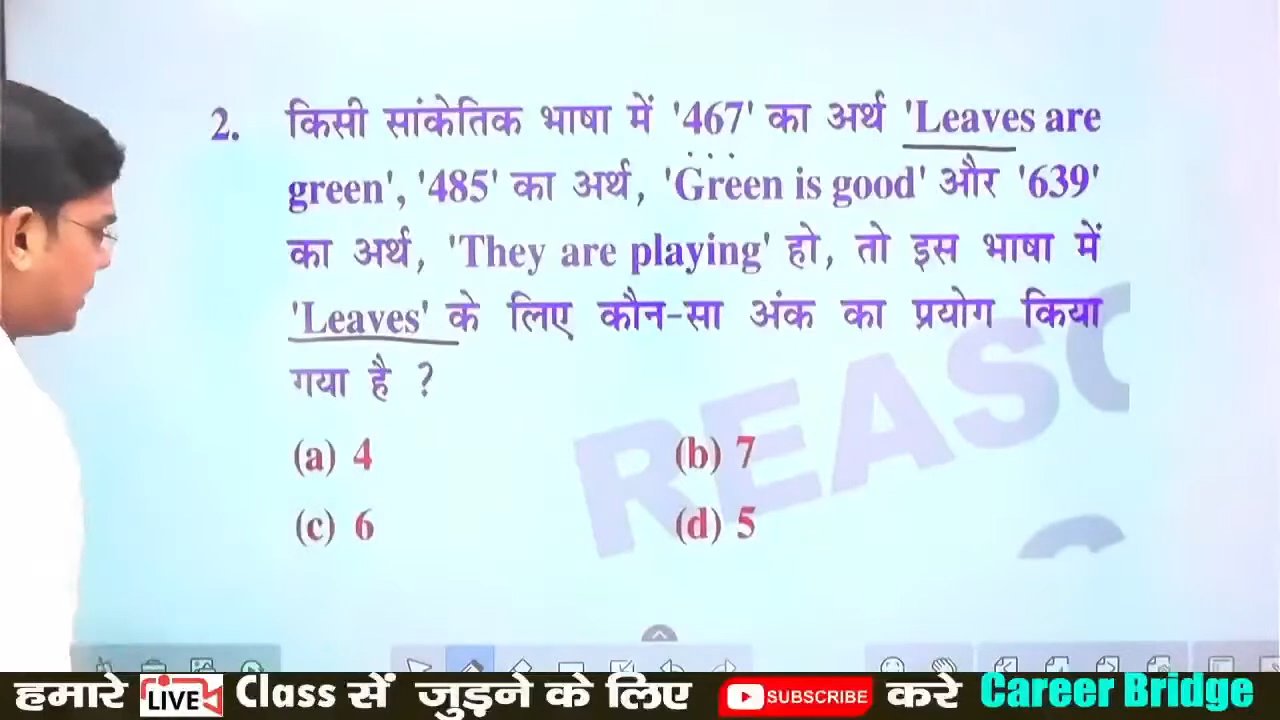 2. किसी सांकेतिक भाषा में '467' का अर्थ 'Leaves are
green', '485' का अर्थ, 'Green is good' और '639'
का अर्थ, 'They are playing' हो, तो इस भाषा में
'Leaves' के लिए कौन-सा अंक का प्रयोग किया
गया है ?
(a) 4 (b) 7
(c) 6 (d) 5
REASO
हमारे LIVE Class सें जुड़ने के लिए SUBSCRIBE करे Career Bridge